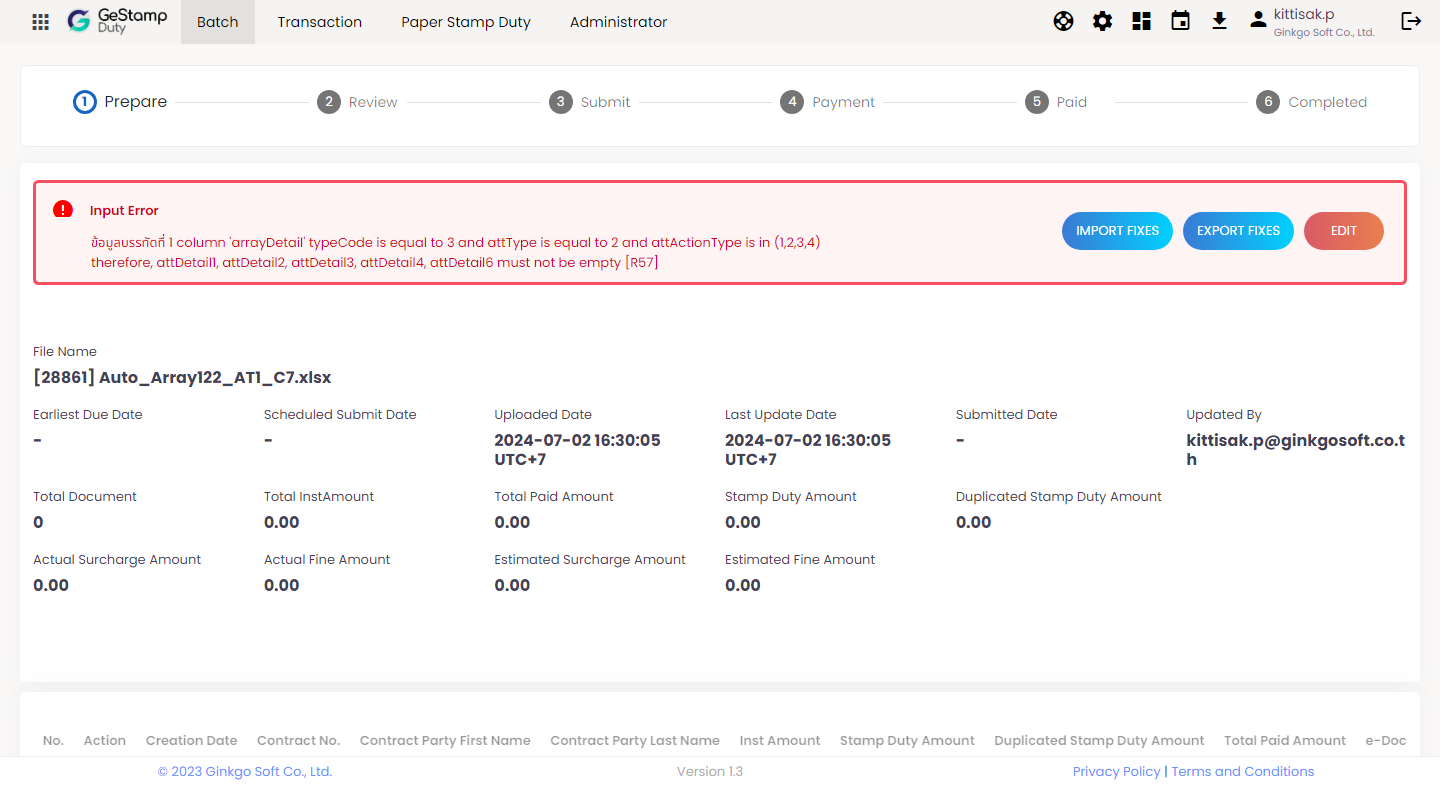 GeStamp
Duty
Batch
Transaction
Paper Stamp Duty
Administrator
kittisak.p
Ginkgo Soft Co., Ltd.
1 Prepare
2 Review
3 Submit
4 Payment
5 Paid
6 Completed
Input Error
ข้อมูลบรรทัดที่ 1 column 'arrayDetail' typeCode is equal to 3 and attType is equal to 2 and attActionType is in (1,2,3,4)
therefore, attDetail1, attDetail2, attDetail3, attDetail4, attDetail6 must not be empty [R57]
IMPORT FIXES
EXPORT FIXES
EDIT
File Name
[28861] Auto_Array122_AT1_C7.xlsx
Earliest Due Date
-
Scheduled Submit Date
-
Uploaded Date
2024-07-02 16:30:05
UTC+7
Last Update Date
2024-07-02 16:30:05
UTC+7
Submitted Date
-
Updated By
kittisak.p@ginkgosoft.co.t
h
Total Document
0
Total InstAmount
0.00
Total Paid Amount
0.00
Stamp Duty Amount
0.00
Duplicated Stamp Duty Amount
0.00
Actual Surcharge Amount
0.00
Actual Fine Amount
0.00
Estimated Surcharge Amount
0.00
Estimated Fine Amount
0.00
No. Action Creation Date Contract No. Contract Party First Name Contract Party Last Name Inst Amount Stamp Duty Amount Duplicated Stamp Duty Amount Total Paid Amount e-Doc
© 2023 Ginkgo Soft Co., Ltd.
Version 1.3
Privacy Policy | Terms and Conditions